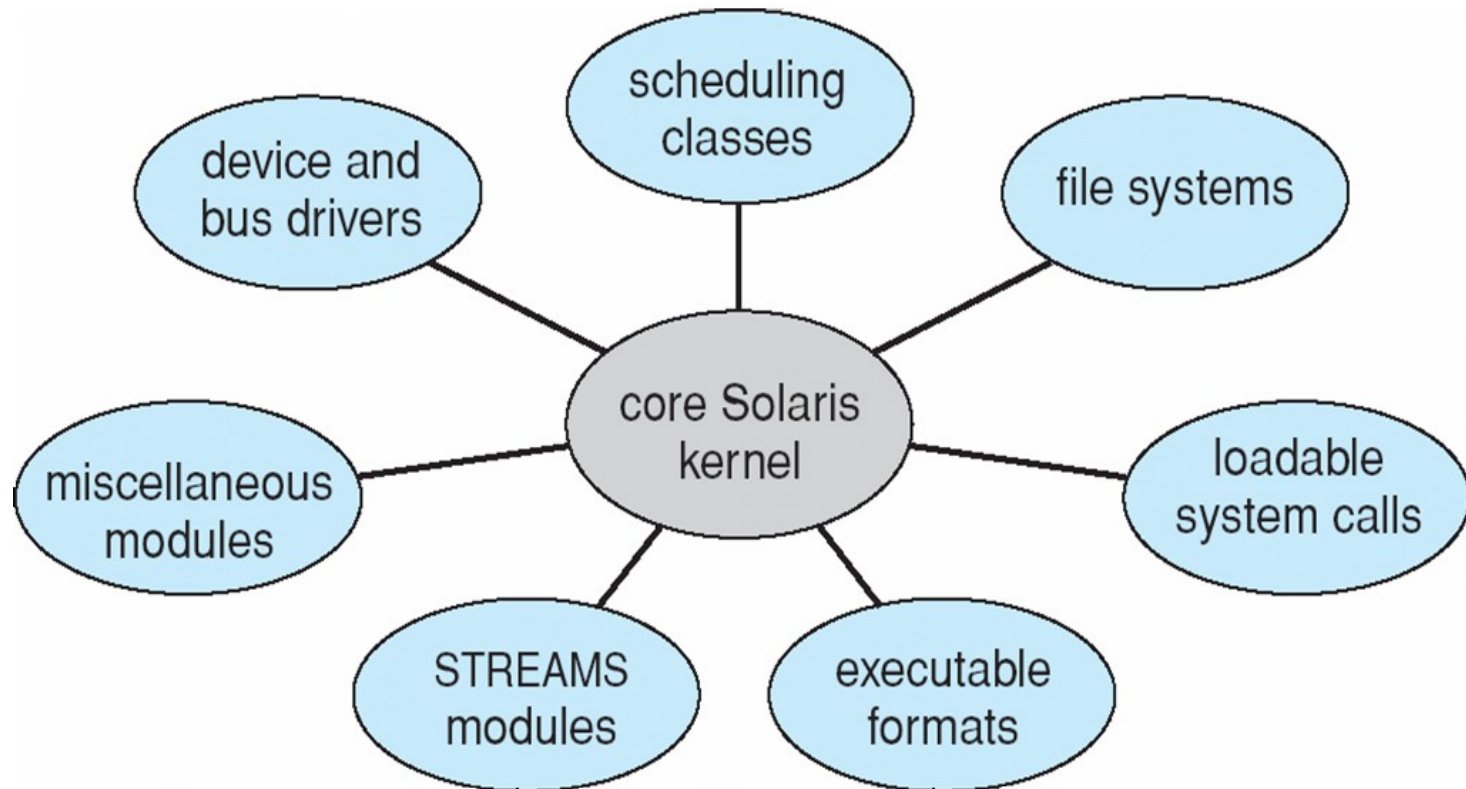 scheduling
classes
device and
bus drivers
file systems
core Solaris
kernel
loadable
system calls
miscellaneous
modules
STREAMS
modules
executable
formats